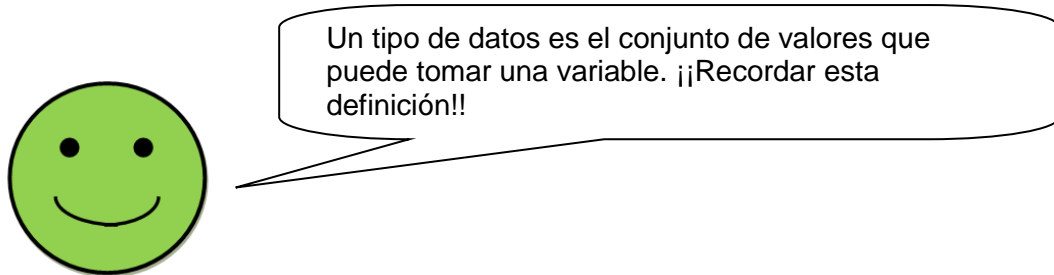 Un tipo de datos es el conjunto de valores que
puede tomar una variable. ¡¡Recordar esta
definición!!